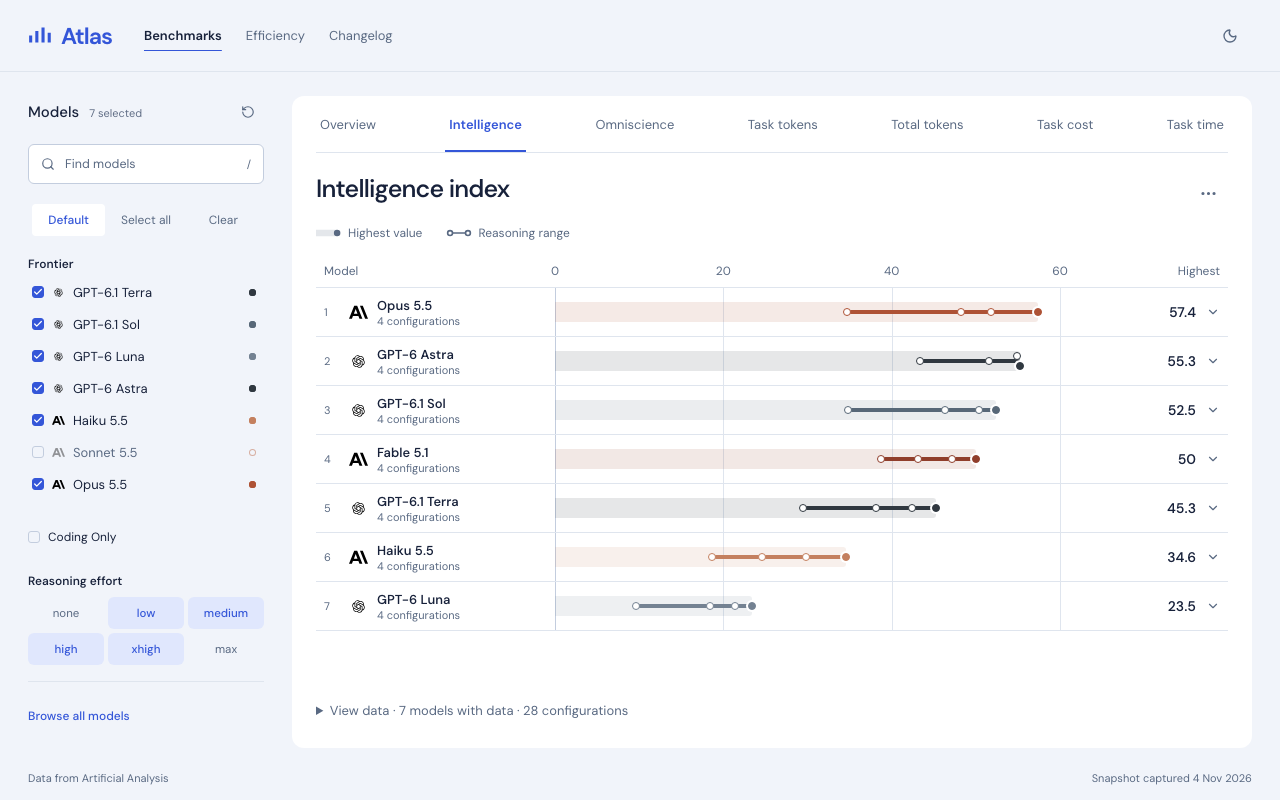 Atlas
Benchmarks
Efficiency
Changelog
Models
7 selected
Find models
/
Default
Select all
Clear
Frontier
GPT-6.1 Terra
GPT-6.1 Sol
GPT-6 Luna
GPT-6 Astra
Haiku 5.5
Sonnet 5.5
Opus 5.5
Coding Only
Reasoning effort
none
low
medium
high
xhigh
max
Browse all models
Overview
Intelligence
Omniscience
Task tokens
Total tokens
Task cost
Task time
Intelligence index
Highest value
Reasoning range
Model
0
20
40
60
Highest
1
Opus 5.5
4 configurations
57.4
2
GPT-6 Astra
4 configurations
55.3
3
GPT-6.1 Sol
4 configurations
52.5
4
Fable 5.1
4 configurations
50
5
GPT-6.1 Terra
4 configurations
45.3
6
Haiku 5.5
4 configurations
34.6
7
GPT-6 Luna
4 configurations
23.5
View data · 7 models with data · 28 configurations
Data from Artificial Analysis
Snapshot captured 4 Nov 2026